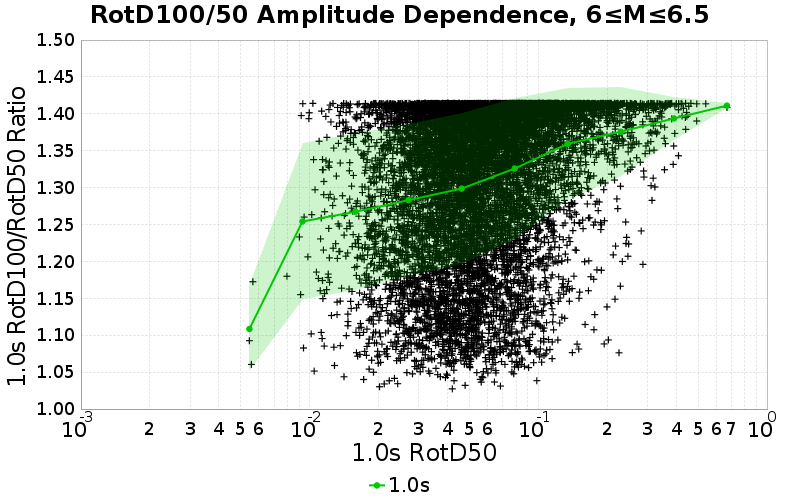 RotD100/50 Amplitude Dependence, 6≤M≤6.5
1.0s RotD100/RotD50 Ratio
1.50
1.45
1.40
1.35
1.30
1.25
1.20
1.15
1.10
1.05
1.00
10-3 2 3 4 5 6 10-2 2 3 4 5 6 10-1 2 3 4 5 6 7 100
1.0s RotD50
1.0s